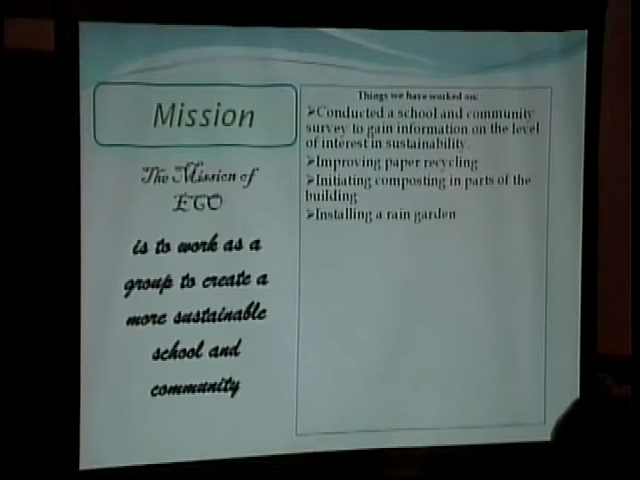 Mission
The Mission of
ECO
is to work as a
group to create a
more sustainable
school and
community
Things we have worked on:
➢Conducted a school and community
survey to gain information on the level
of interest in sustainability.
➢Improving paper recycling
➢Initiating composting in parts of the
building
➢Installing a rain garden